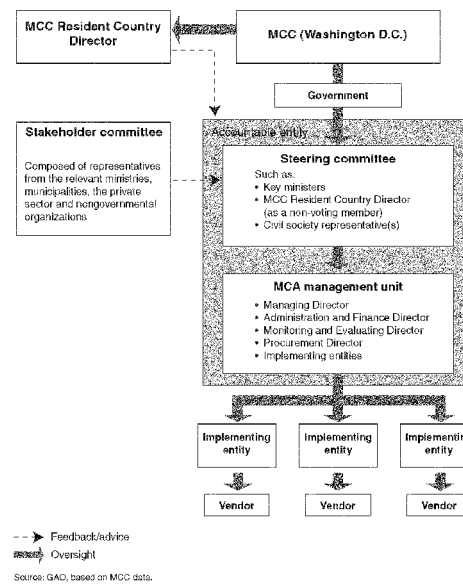 MCC Resident Country
Director
MCC (Washington D.C.)
Government
Accountable entity
Stakeholder committee
Composed of representatives
from the relevant ministries,
municipalities, the private
sector and nongovernmental
organizations
Steering committee
Such as:
• Key ministers
• MCC Resident Country Director
(as a non-voting member)
• Civil society representative(s)
MCA management unit
• Managing Director
• Administration and Finance Director
• Monitoring and Evaluating Director
• Procurement Director
• Implementing entities
Implementing
entity
Implementing
entity
Implementin
entity
Vendor
Vendor
Vendor
Feedback/advice
Oversight
Source: GAO, based on MCC data.